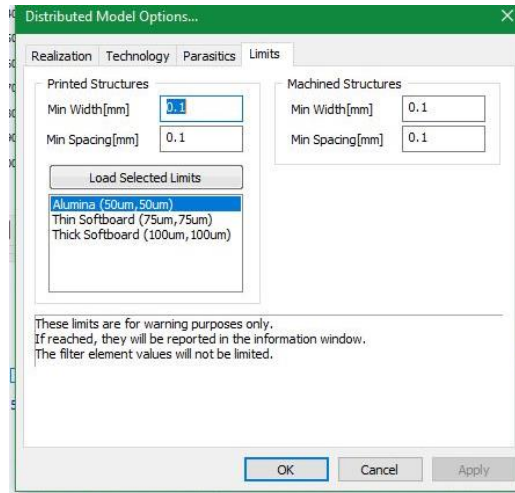 Distributed Model Options...
Realization Technology Parasitics Limits
Printed Structures
Min Width[mm] 0.1
Min Spacing[mm] 0.1
Load Selected Limits
Alumina (50um,50um)
Thin Softboard (75um,75um)
Thick Softboard (100um,100um)
Machined Structures
Min Width[mm] 0.1
Min Spacing[mm] 0.1
These limits are for warning purposes only.
If reached, they will be reported in the information window.
The filter element values will not be limited.
OK Cancel Apply